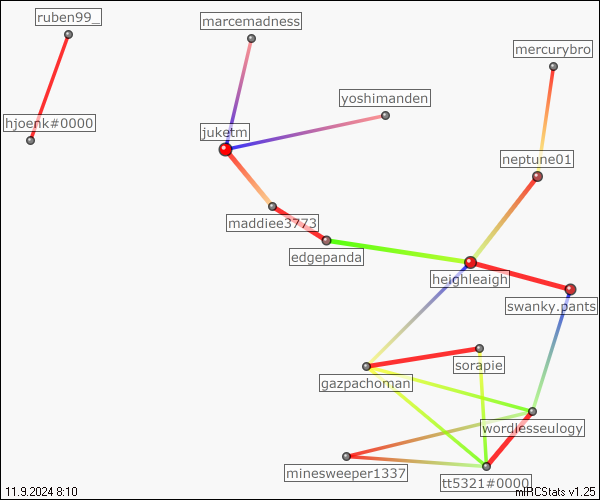 ruben99_
marcemadness
mercurybro
yoshimanden
hjoenk#0000
juketm
neptune01
maddiee3773
edgepanda
heighleaigh
swanky.pants
sorapie
gazpachoman
wordlesseulogy
minesweeper1337
tt5321#0000
11.9.2024 8:10
mIRCStats v1.25